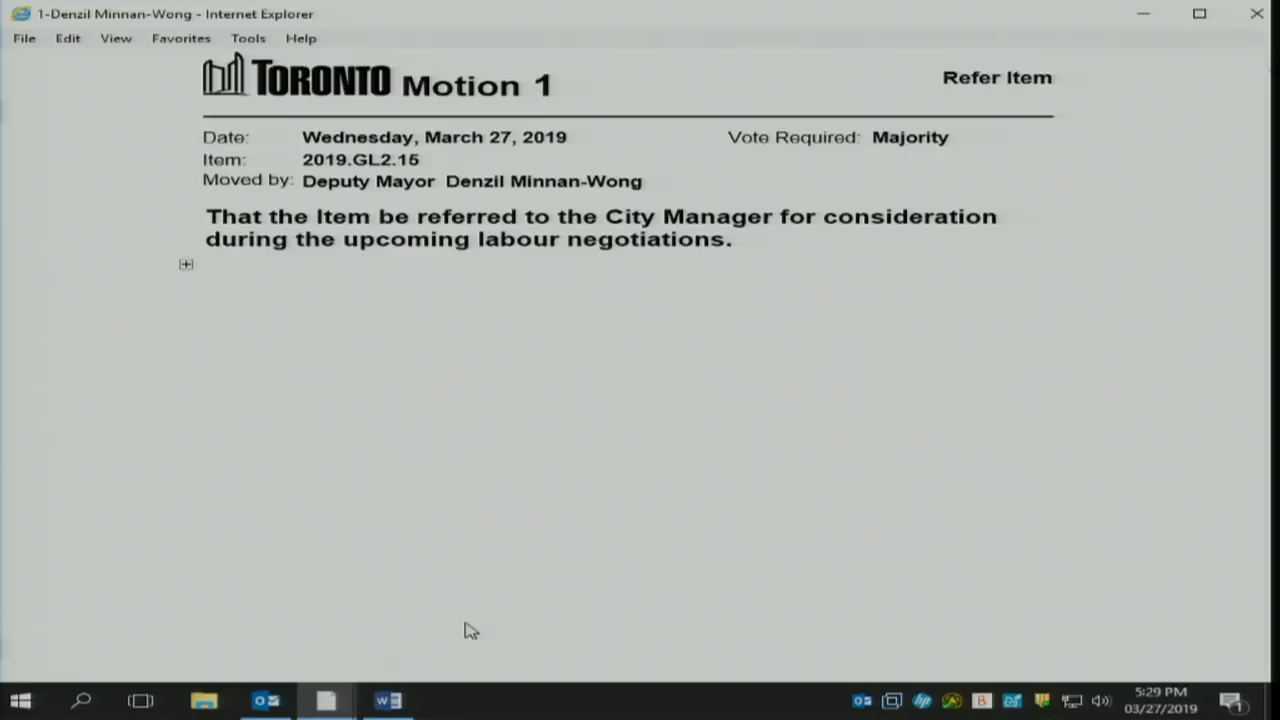 1-Denzil Minnan-Wong - Internet Explorer
File Edit View Favorites Tools Help
TORONTO Motion 1 Refer Item
Date: Wednesday, March 27, 2019 Vote Required: Majority
Item: 2019.GL2.15
Moved by: Deputy Mayor Denzil Minnan-Wong
That the Item be referred to the City Manager for consideration
during the upcoming labour negotiations.
5:29 PM
03/27/2019